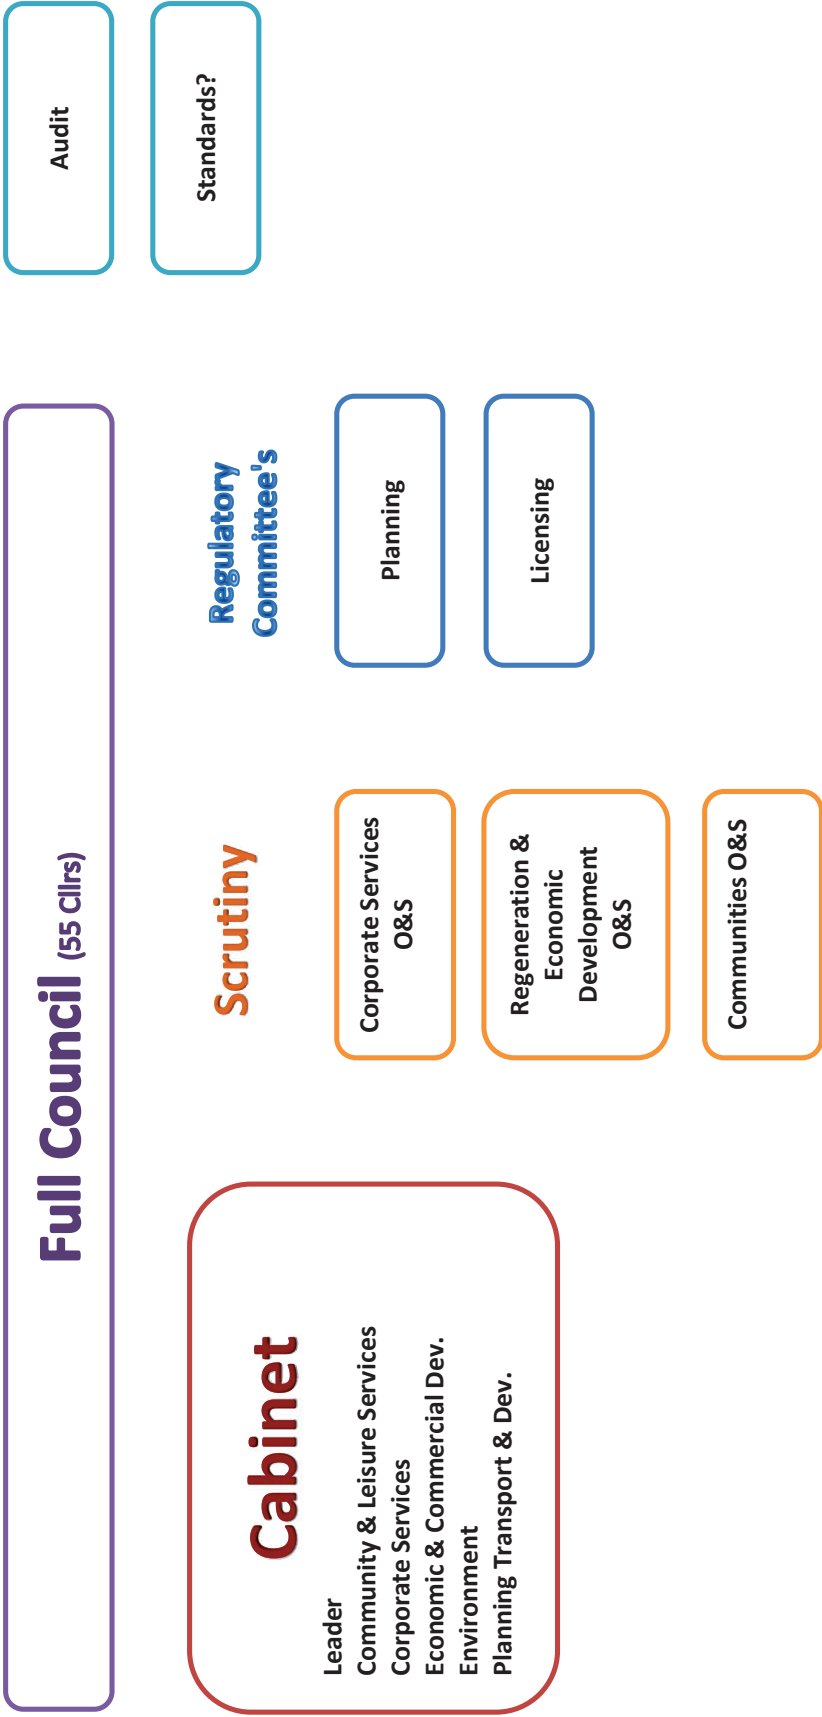 Full Council (55 Cllrs)
Audit
Standards?
Cabinet
Leader
Community & Leisure Services
Corporate Services
Economic & Commercial Dev.
Environment
Planning Transport & Dev.
Scrutiny
Corporate Services
O&S
Regeneration &
Economic
Development
O&S
Communities O&S
Regulatory
Committee's
Planning
Licensing